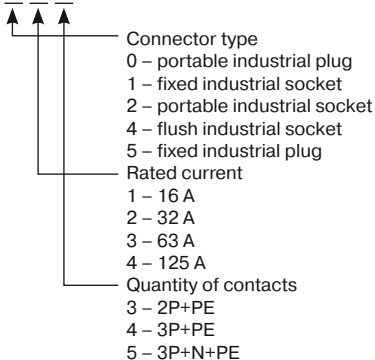 Connector type
0 – portable industrial plug
1 – fixed industrial socket
2 – portable industrial socket
4 – flush industrial socket
5 – fixed industrial plug
Rated current
1 – 16 A
2 – 32 A
3 – 63 A
4 – 125 A
Quantity of contacts
3 – 2P+PE
4 – 3P+PE
5 – 3P+N+PE